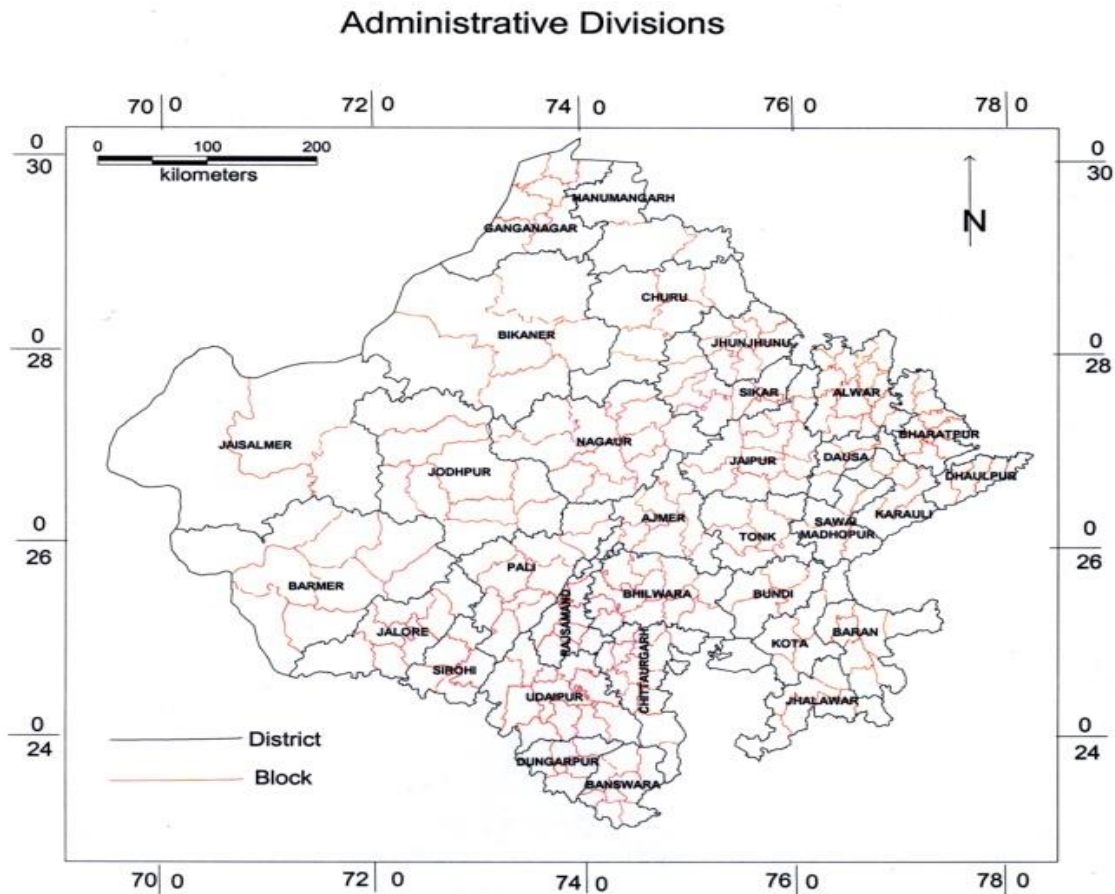 Administrative Divisions
70 0 72 0 74 0 76 0 78 0
0
30
0
30
0 100 200
kilometers
N
HANUMANGARH
GANGANAGAR
CHURU
BIKANER
JHUNJHUNU
0
28
0
28
SIKAR
ALWAR
JAISALMER
NAGAUR
BHARATPUR
JODHPUR
JAIPUR
DAUSA
DHAULPUR
AJMER
SAWAI
MADHOPUR
KARAULI
TONK
0
26
0
26
PALI
BARMER
RAJSAMAND
BHILWARA
BUNDI
JALORE
SIROHI
CHITTAURGARH
KOTA
BARAN
UDAIPUR
JHALAWAR
0
24
0
24
District
Block
DUNGARPUR
BANSWARA
70 0 72 0 74 0 76 0 78 0